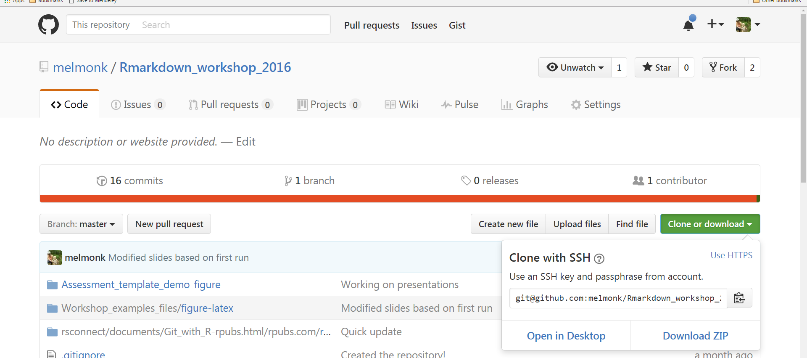 This repository Search Pull requests Issues Gist
melmonk / Rmarkdown_workshop_2016 Unwatch 1 Star 0 Fork 2
Code Issues 0 Pull requests 0 Projects 0 Wiki Pulse Graphs Settings
No description or website provided. — Edit
16 commits 1 branch 0 releases 1 contributor
Branch: master New pull request Create new file Upload files Find file Clone or download
melmonk Modified slides based on first run
Clone with SSH ? Use HTTPS
Use an SSH key and passphrase from account.
Assessment_template_demo figure Working on presentations
git@github.com:melmonk/Rmarkdown_workshop_
Workshop_examples_files/figure-latex Modified slides based on first run
rsconnect/documents/Git_with_R-rpubs.html/rpubs.com/r... Quick update
Open in Desktop Download ZIP
.gitignore Created the repository! a month ago